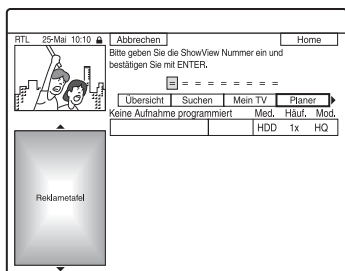 RTL 25-Mai 10:10
Abbrechen Home
Bitte geben Sie die ShowView Nummer ein und
bestätigen Sie mit ENTER.
= = = = = = = = =
Übersicht Suchen Mein TV Planer
Keine Aufnahme programmiert Med. Häuf. Mod.
HDD 1x HQ
Reklametafel